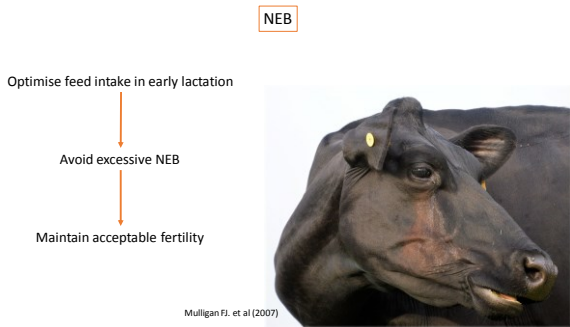 NEB
Optimise feed intake in early lactation
Avoid excessive NEB
Maintain acceptable fertility
Mulligan FJ. et al (2007)